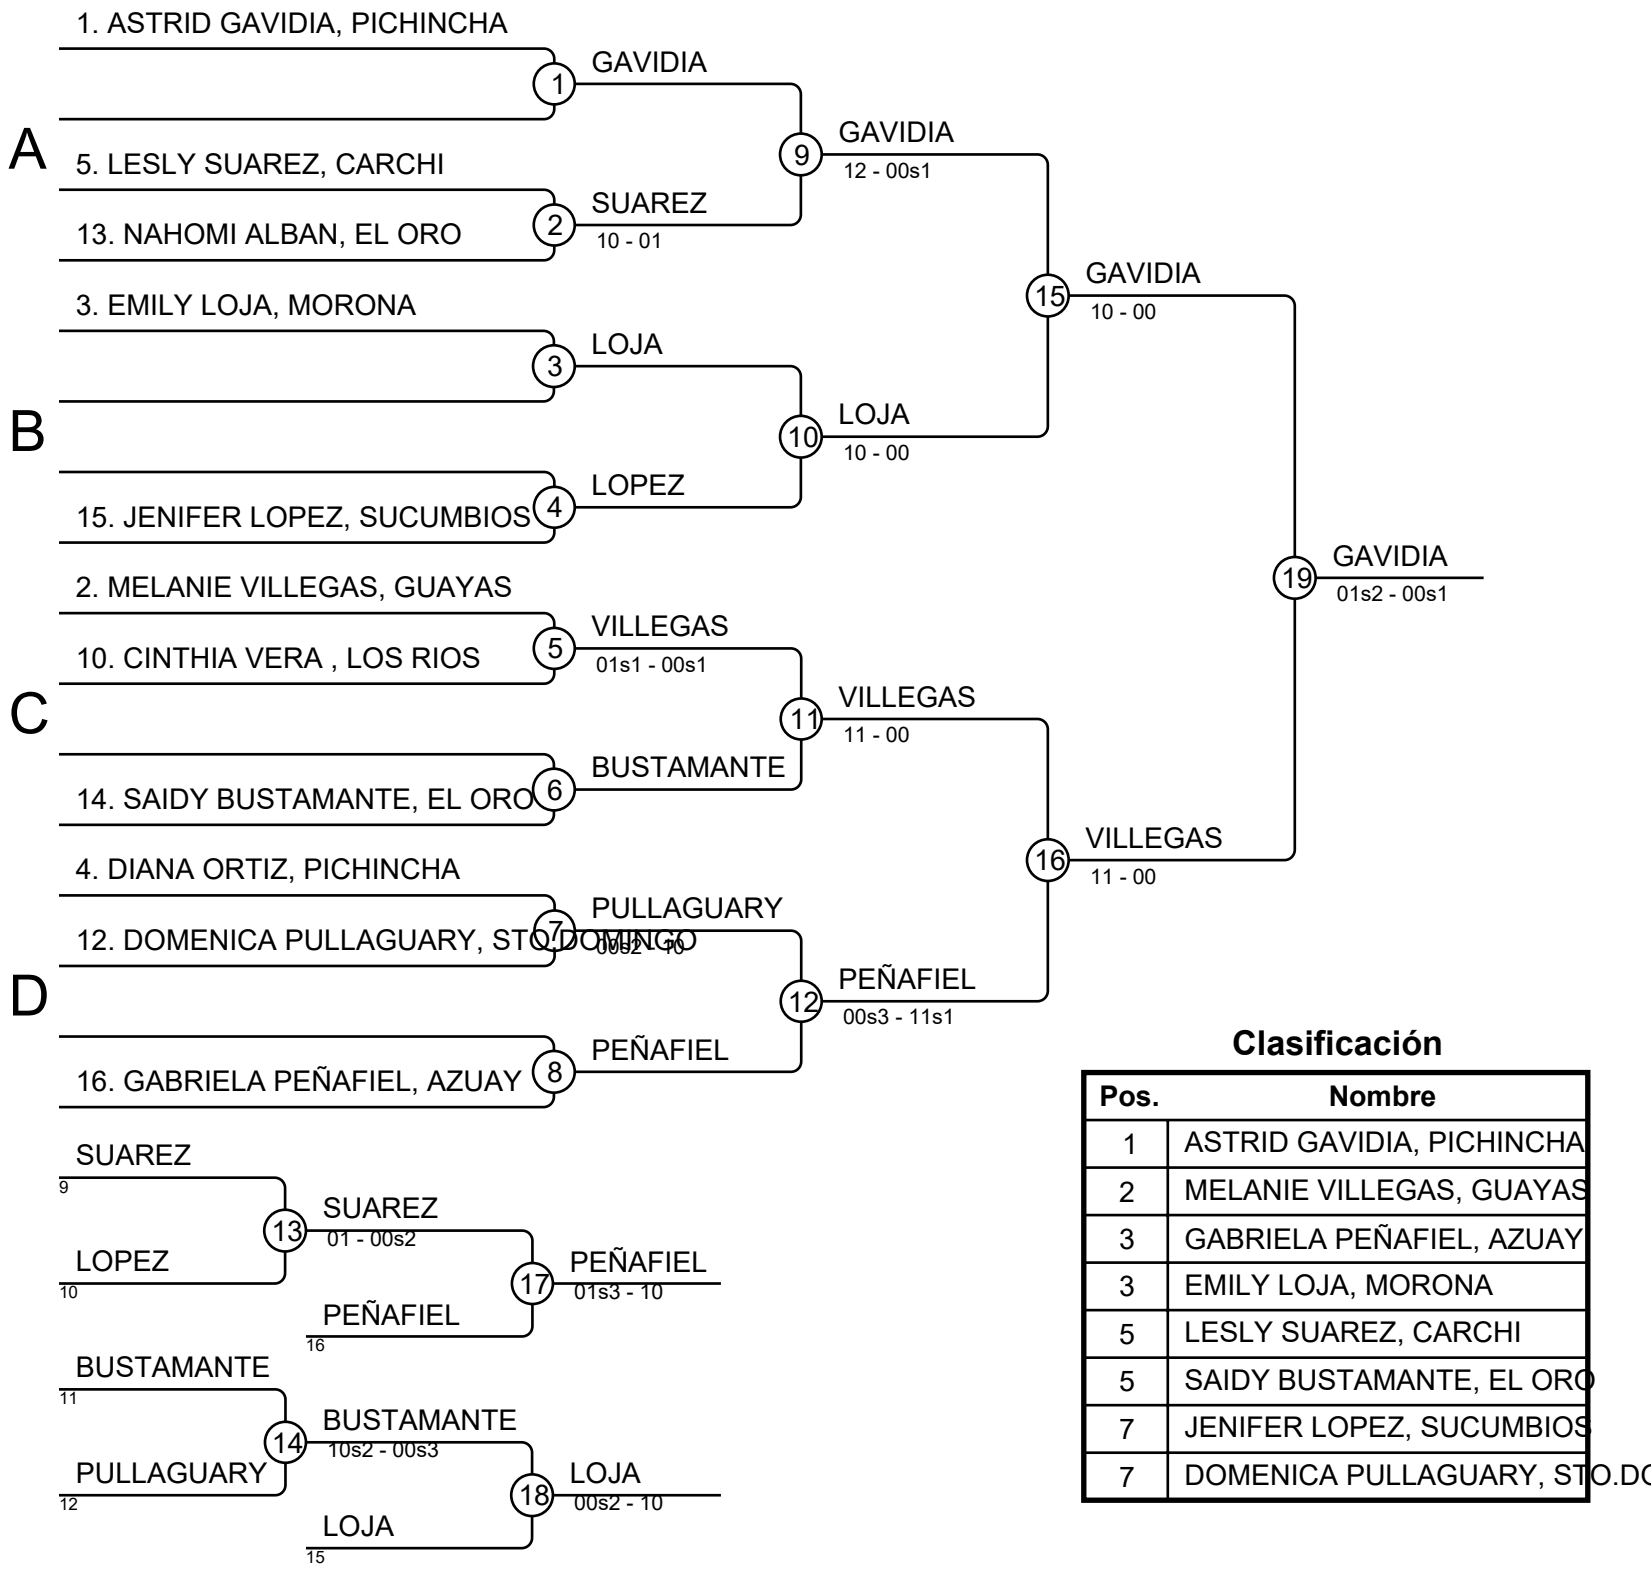 1. ASTRID GAVIDIA, PICHINCHA
1
GAVIDIA
A
5. LESLY SUAREZ, CARCHI
13. NAHOMI ALBAN, EL ORO
2
SUAREZ
10 - 01
9
GAVIDIA
12 - 00s1
3. EMILY LOJA, MORONA
3
LOJA
B
15. JENIFER LOPEZ, SUCUMBIOS
4
LOPEZ
10
LOJA
10 - 00
15
GAVIDIA
10 - 00
2. MELANIE VILLEGAS, GUAYAS
10. CINTHIA VERA , LOS RIOS
5
VILLEGAS
01s1 - 00s1
C
14. SAIDY BUSTAMANTE, EL ORO
6
BUSTAMANTE
11
VILLEGAS
11 - 00
4. DIANA ORTIZ, PICHINCHA
12. DOMENICA PULLAGUARY, STO.DOMINGO
7
PULLAGUARY
00s2 - 10
D
16. GABRIELA PEÑAFIEL, AZUAY
8
PEÑAFIEL
12
PEÑAFIEL
00s3 - 11s1
16
VILLEGAS
11 - 00
19
GAVIDIA
01s2 - 00s1
SUAREZ
9
LOPEZ
10
13
SUAREZ
01 - 00s2
PEÑAFIEL
16
17
PEÑAFIEL
01s3 - 10
BUSTAMANTE
11
PULLAGUARY
12
14
BUSTAMANTE
10s2 - 00s3
LOJA
15
18
LOJA
00s2 - 10
Clasificación
Pos. Nombre
1 ASTRID GAVIDIA, PICHINCHA
2 MELANIE VILLEGAS, GUAYAS
3 GABRIELA PEÑAFIEL, AZUAY
3 EMILY LOJA, MORONA
5 LESLY SUAREZ, CARCHI
5 SAIDY BUSTAMANTE, EL ORO
7 JENIFER LOPEZ, SUCUMBIOS
7 DOMENICA PULLAGUARY, STO.DO